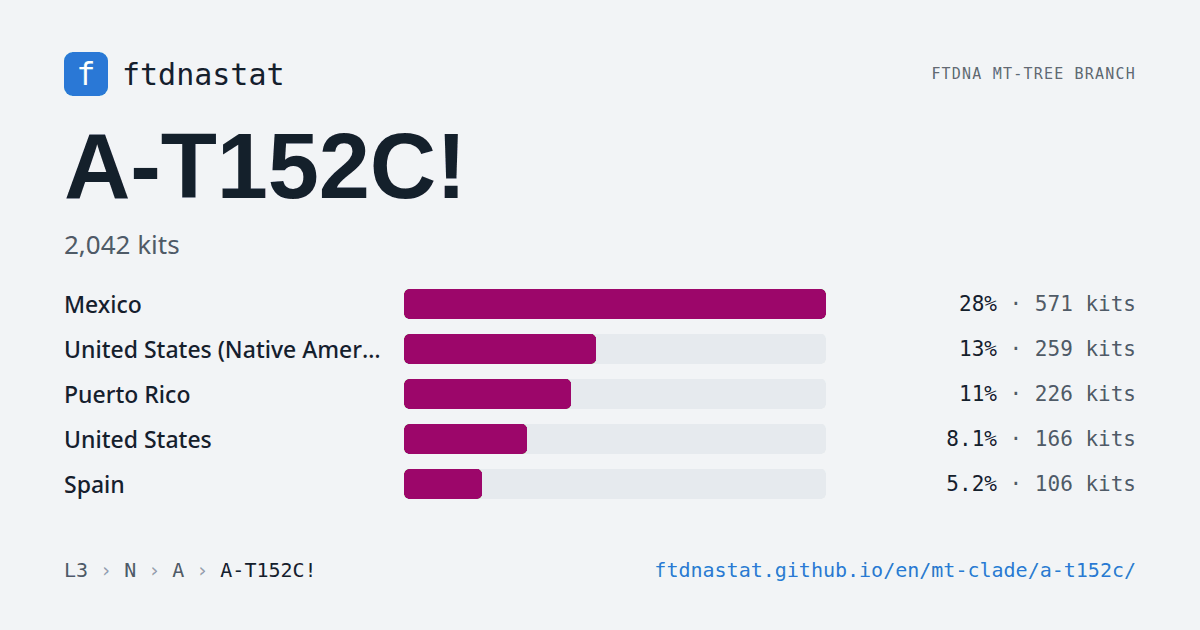 f ftdnastat
FTDNA MT-TREE BRANCH
A-T152C!
2,042 kits
Mexico 28% · 571 kits
United States (Native Amer... 13% · 259 kits
Puerto Rico 11% · 226 kits
United States 8.1% · 166 kits
Spain 5.2% · 106 kits
L3 › N › A › A-T152C!
ftdnastat.github.io/en/mt-clade/a-t152c/